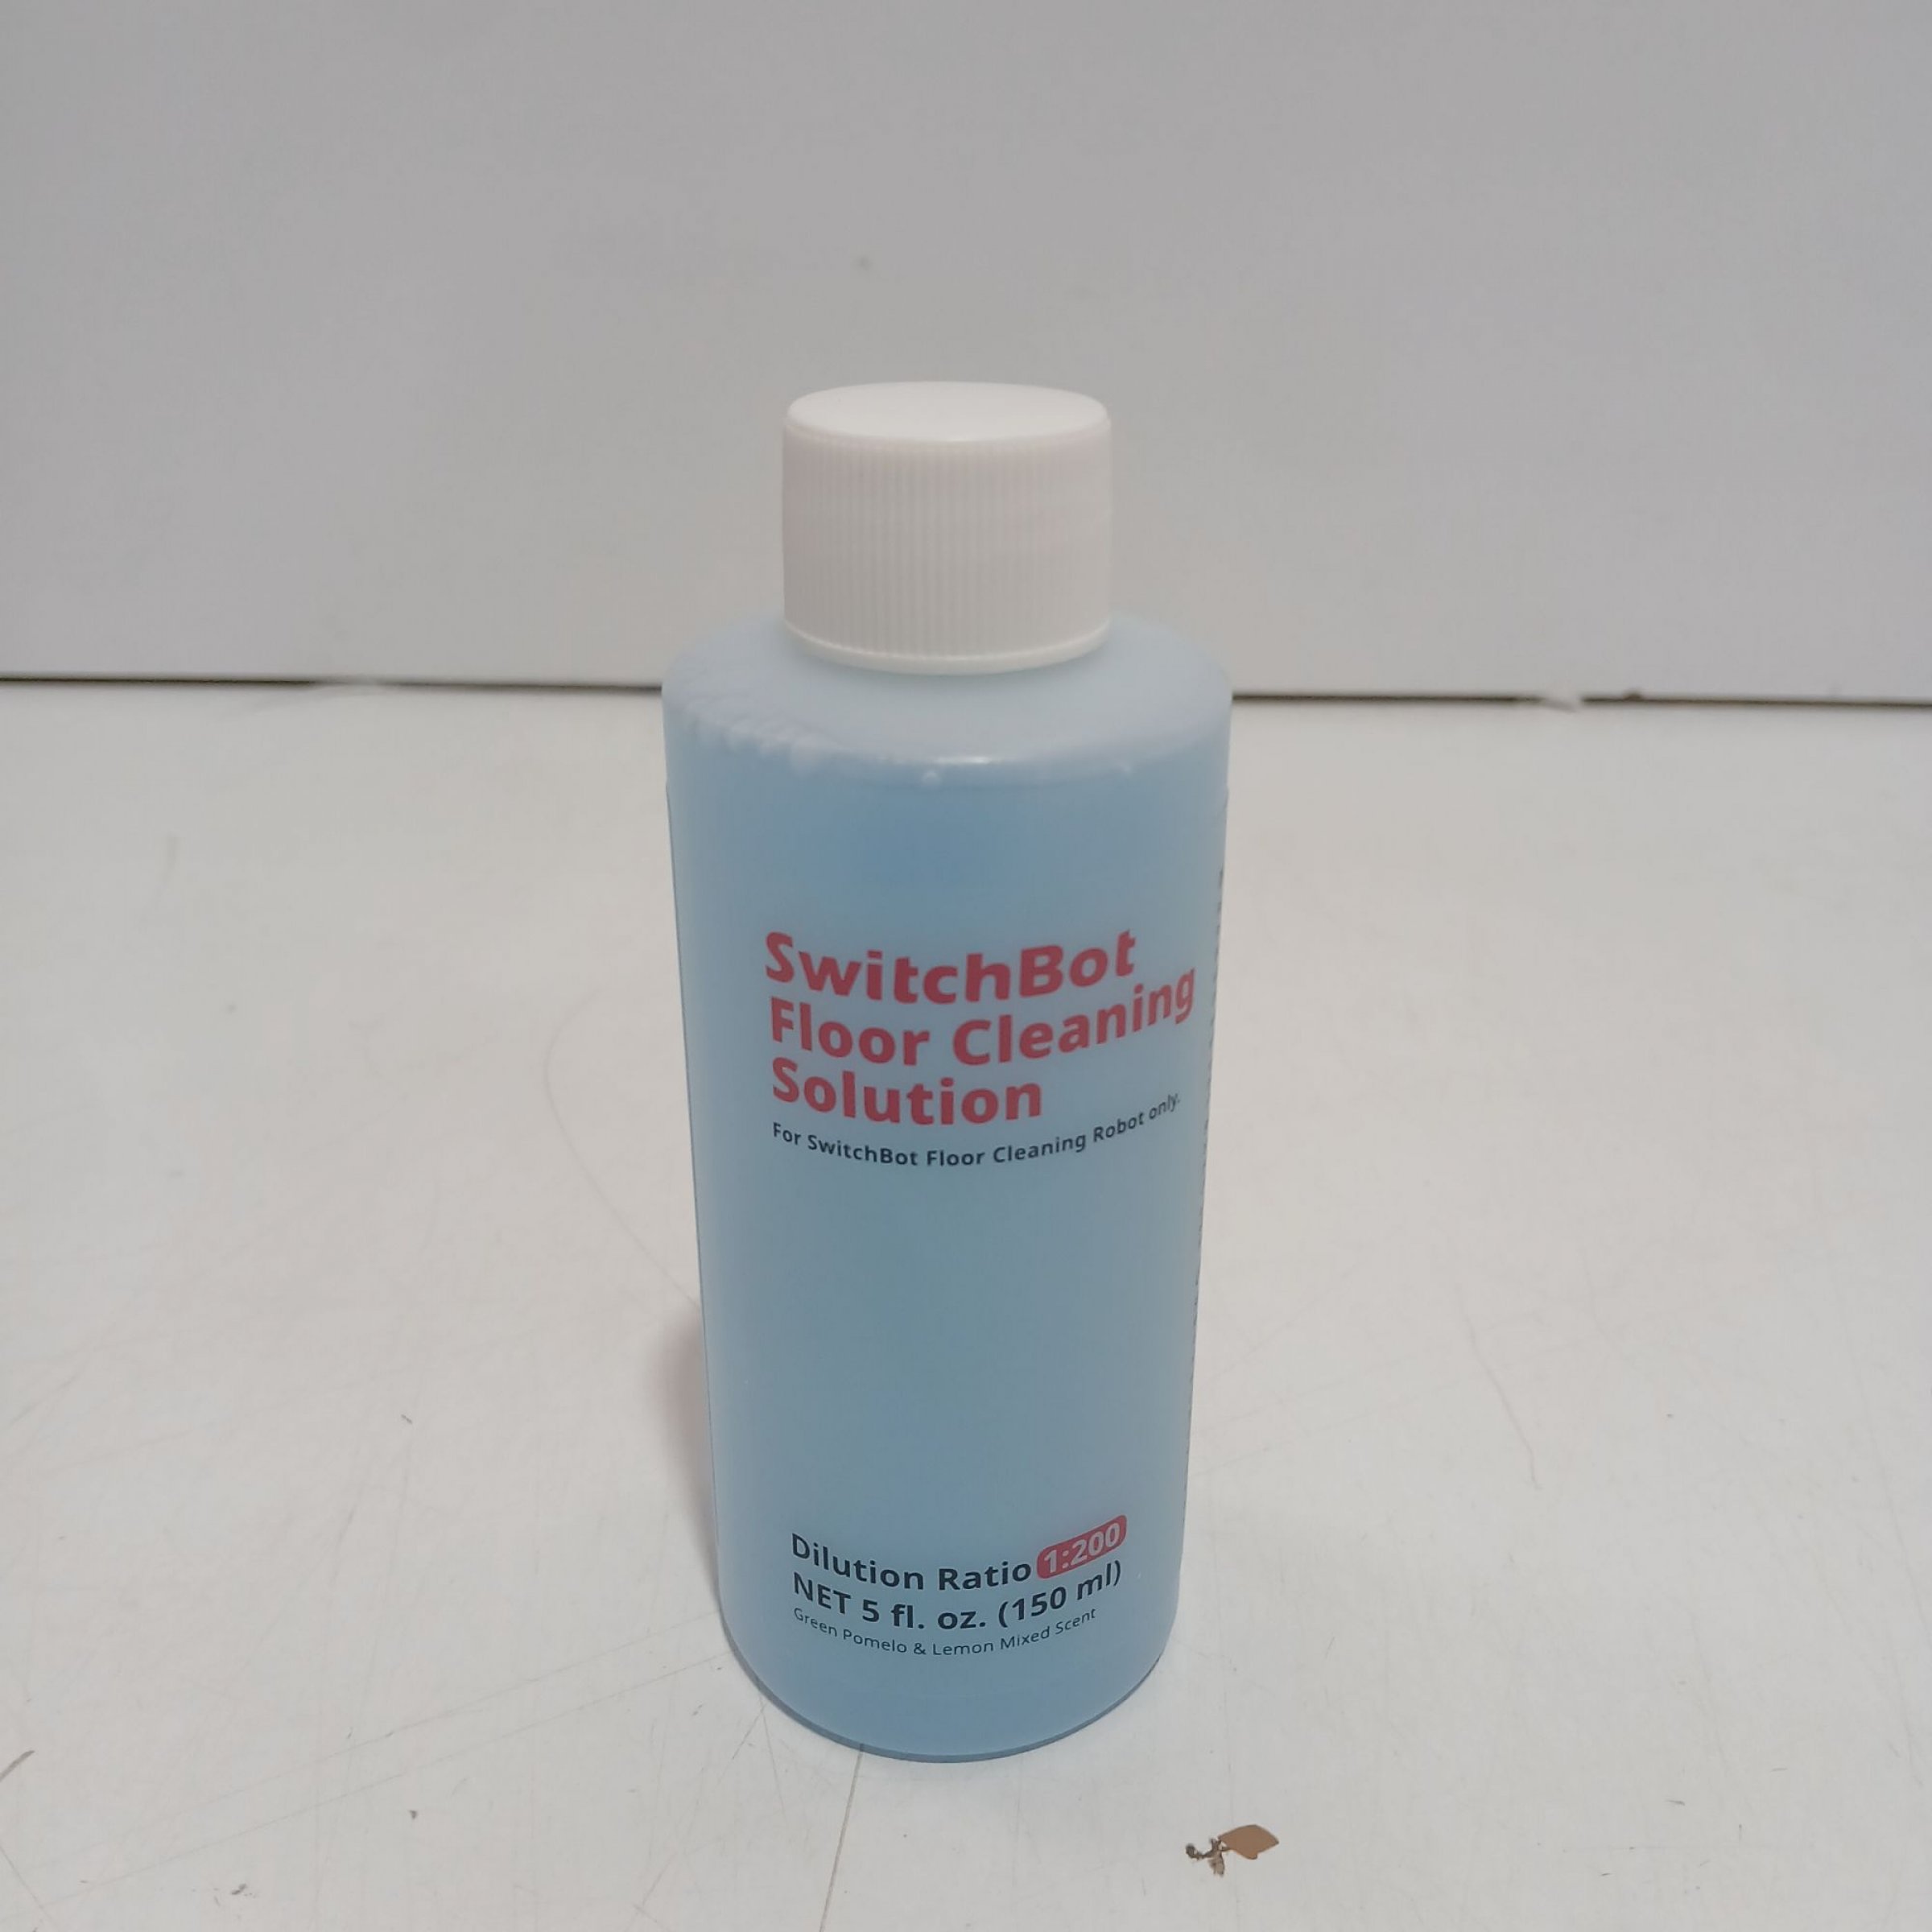 SwitchBot
Floor Cleaning
Solution
For SwitchBot Floor Cleaning Robot only.
Dilution Ratio 1:200
NET 5 fl. oz. (150 ml)
Green Pomelo & Lemon Mixed Scent